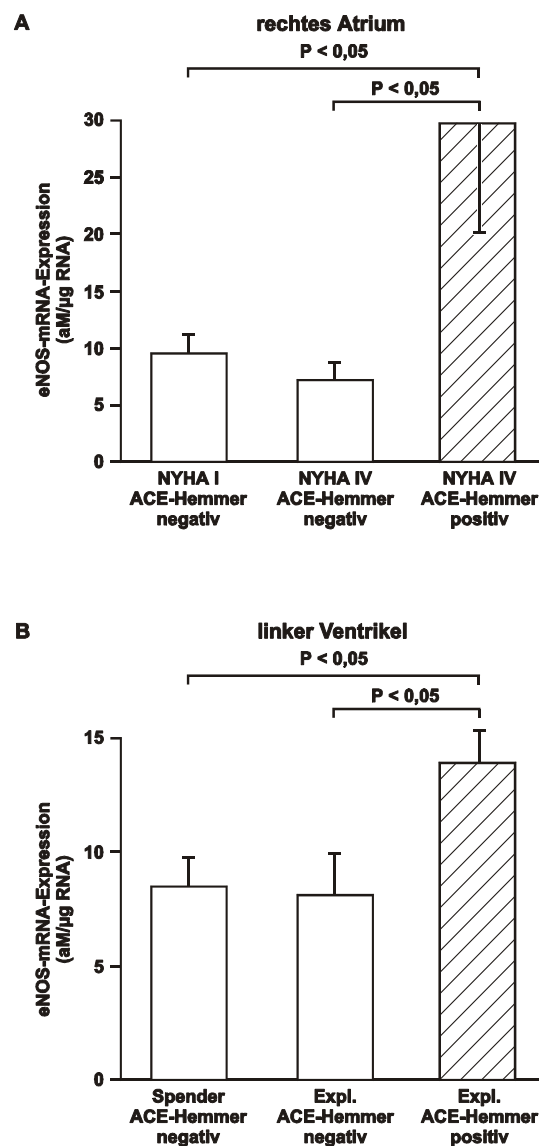 A
rechtes Atrium
P < 0,05
P < 0,05
eNOS-mRNA-Expression
(aM/µg RNA)
30
25
20
15
10
5
0
NYHA I
ACE-Hemmer
negativ
NYHA IV
ACE-Hemmer
negativ
NYHA IV
ACE-Hemmer
positiv
B
linker Ventrikel
P < 0,05
P < 0,05
eNOS-mRNA-Expression
(aM/µg RNA)
15
10
5
0
Spender
ACE-Hemmer
negativ
Expl.
ACE-Hemmer
negativ
Expl.
ACE-Hemmer
positiv